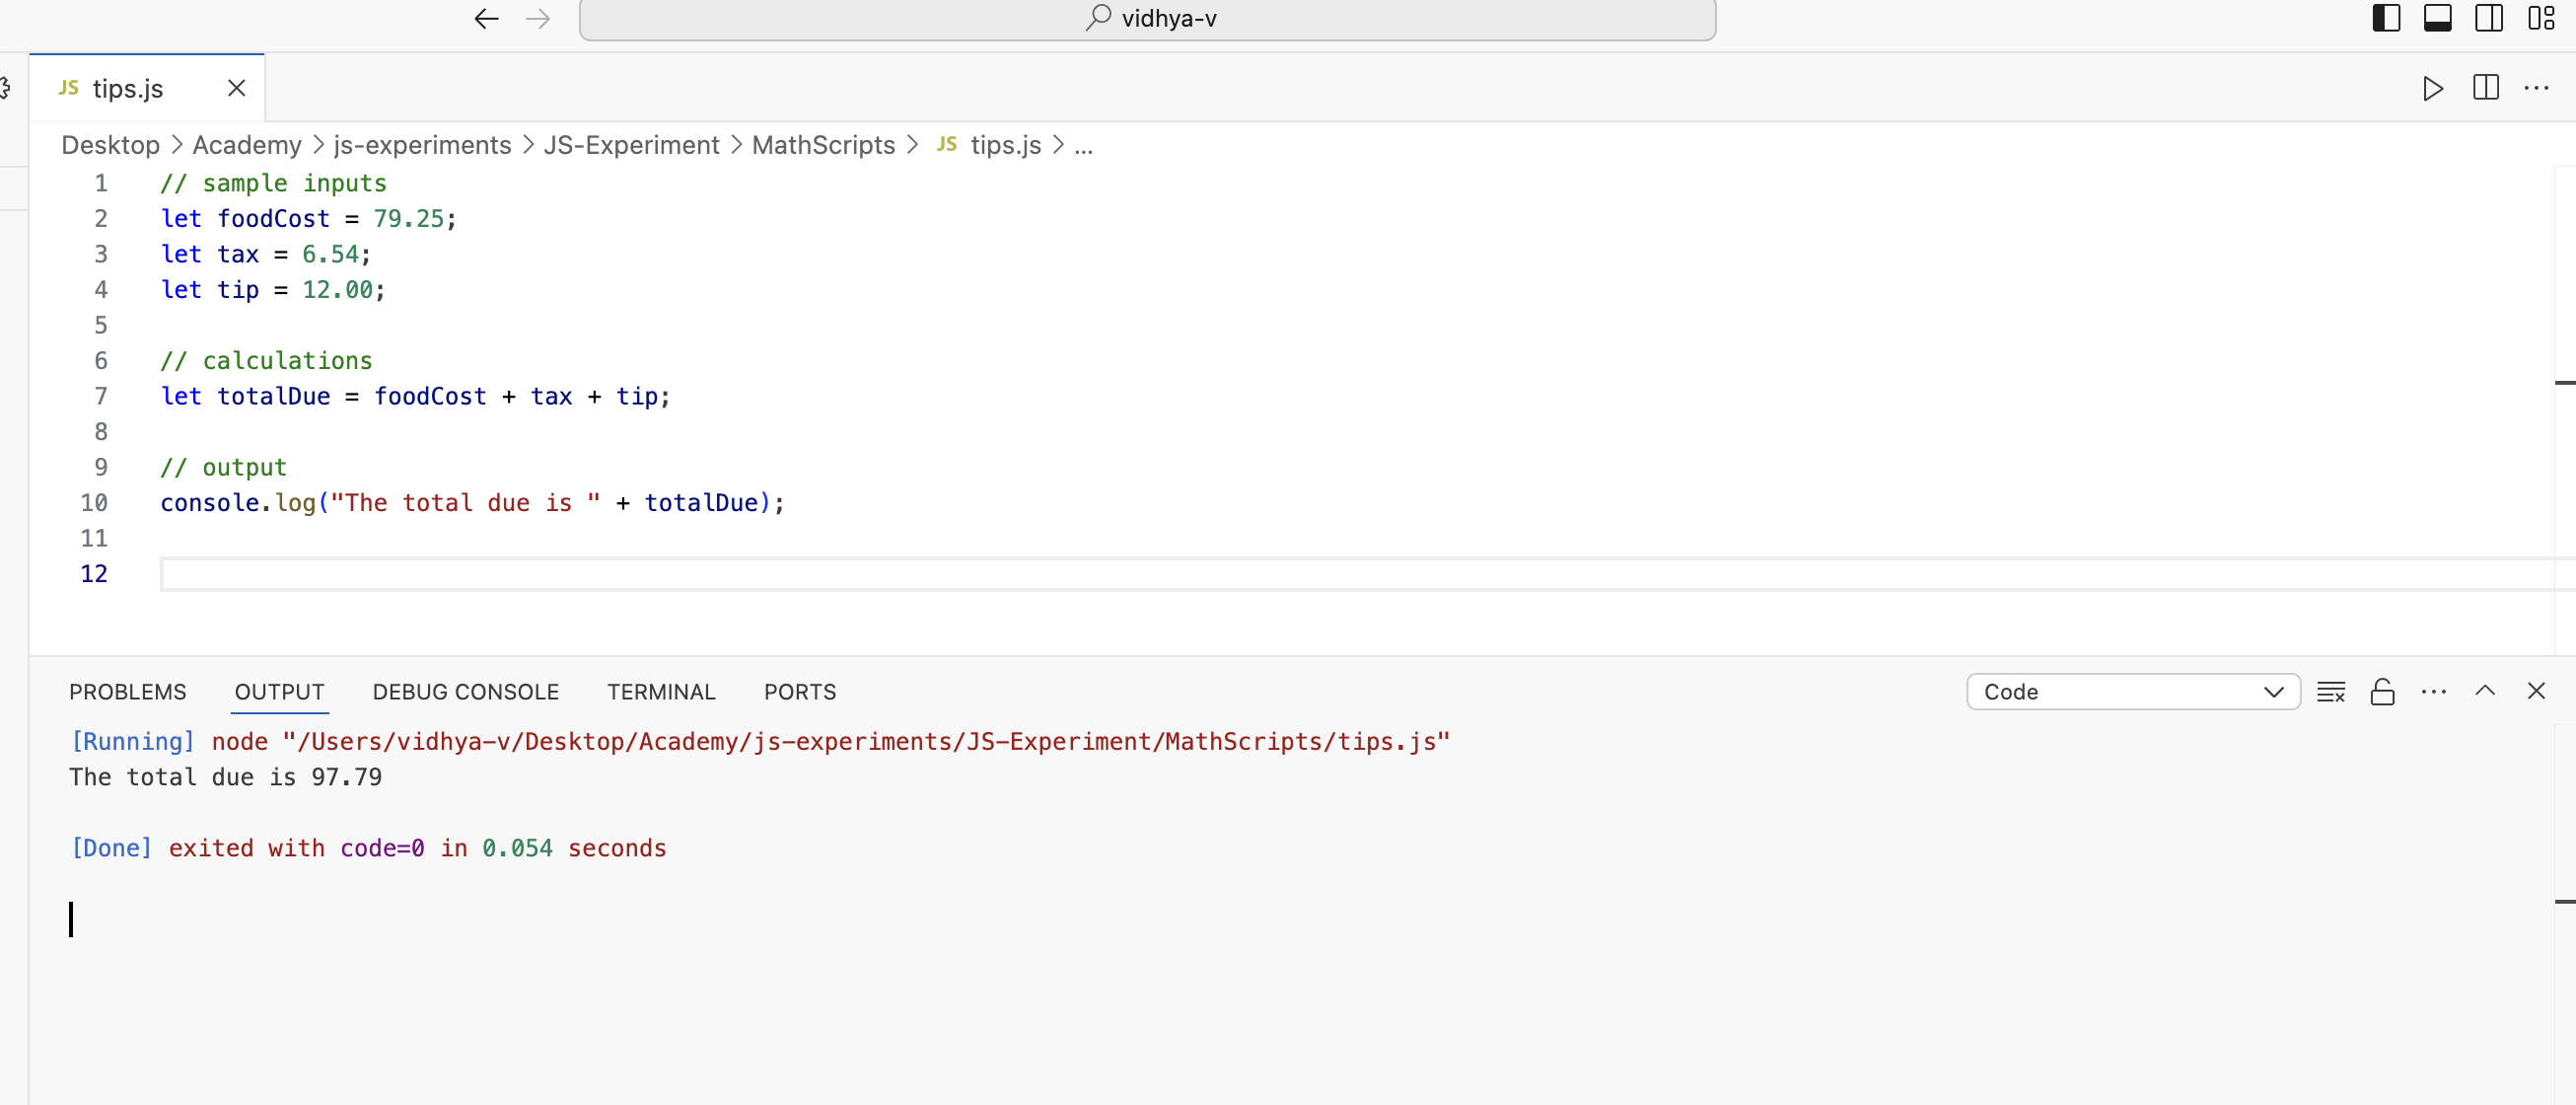 vidhya-v
JS tips.js
Desktop > Academy > js-experiments > JS-Experiment > MathScripts > JS tips.js > ...
1 // sample inputs
2 let foodCost = 79.25;
3 let tax = 6.54;
4 let tip = 12.00;
5
6 // calculations
7 let totalDue = foodCost + tax + tip;
8
9 // output
10 console.log("The total due is " + totalDue);
11
12
PROBLEMS OUTPUT DEBUG CONSOLE TERMINAL PORTS Code
[Running] node "/Users/vidhya-v/Desktop/Academy/js-experiments/JS-Experiment/MathScripts/tips.js"
The total due is 97.79
[Done] exited with code=0 in 0.054 seconds